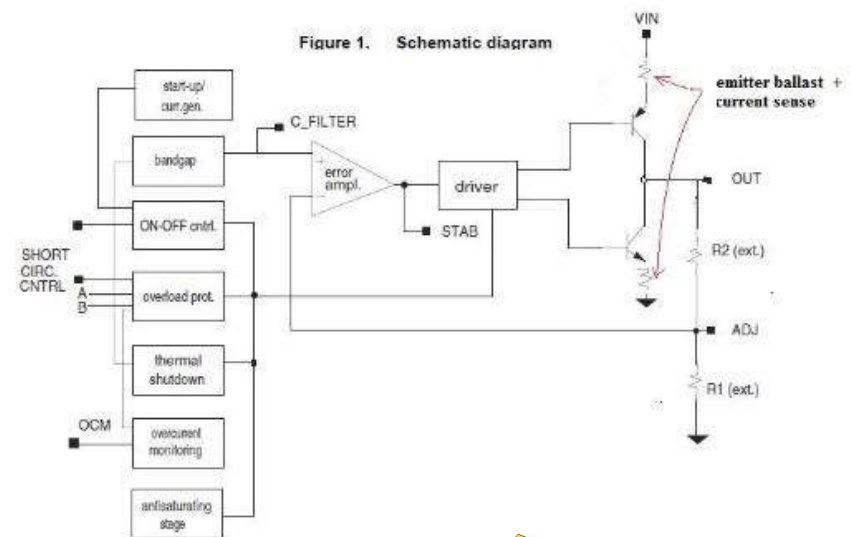 Figure 1. Schematic diagram
VIN
emitter ballast +
current sense
start-up/
curr.gen.
C_FILTER
bandgap
error
ampl.
driver
OUT
ON-OFF cntrl.
STAB
SHORT
CIRC.
CNTRL
A
B
overload prot.
R2 (ext.)
ADJ
thermal
shutdown
R1 (ext.)
OCM
overcurrent
monitoring
antisaturating
stage